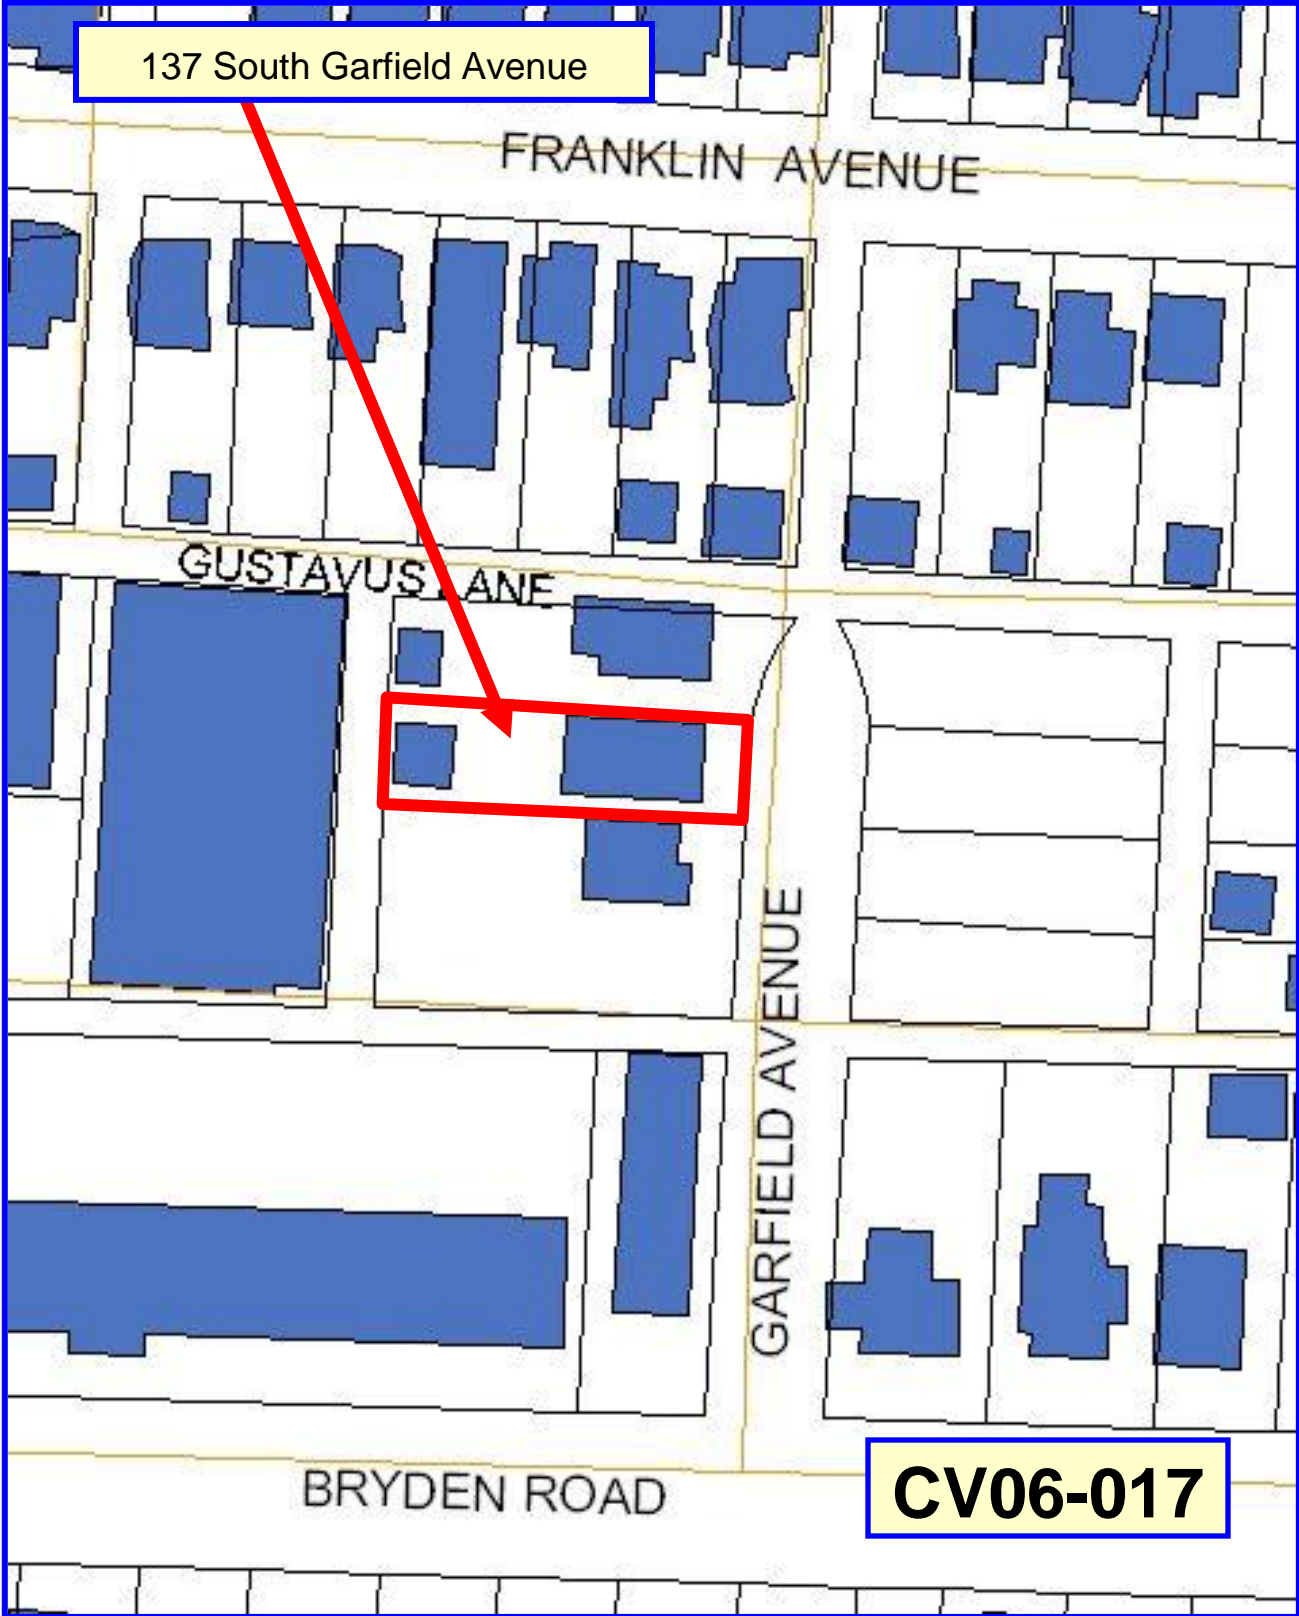 137 South Garfield Avenue
FRANKLIN AVENUE
GUSTAVUS LANE
GARFIELD AVENUE
BRYDEN ROAD
CV06-017